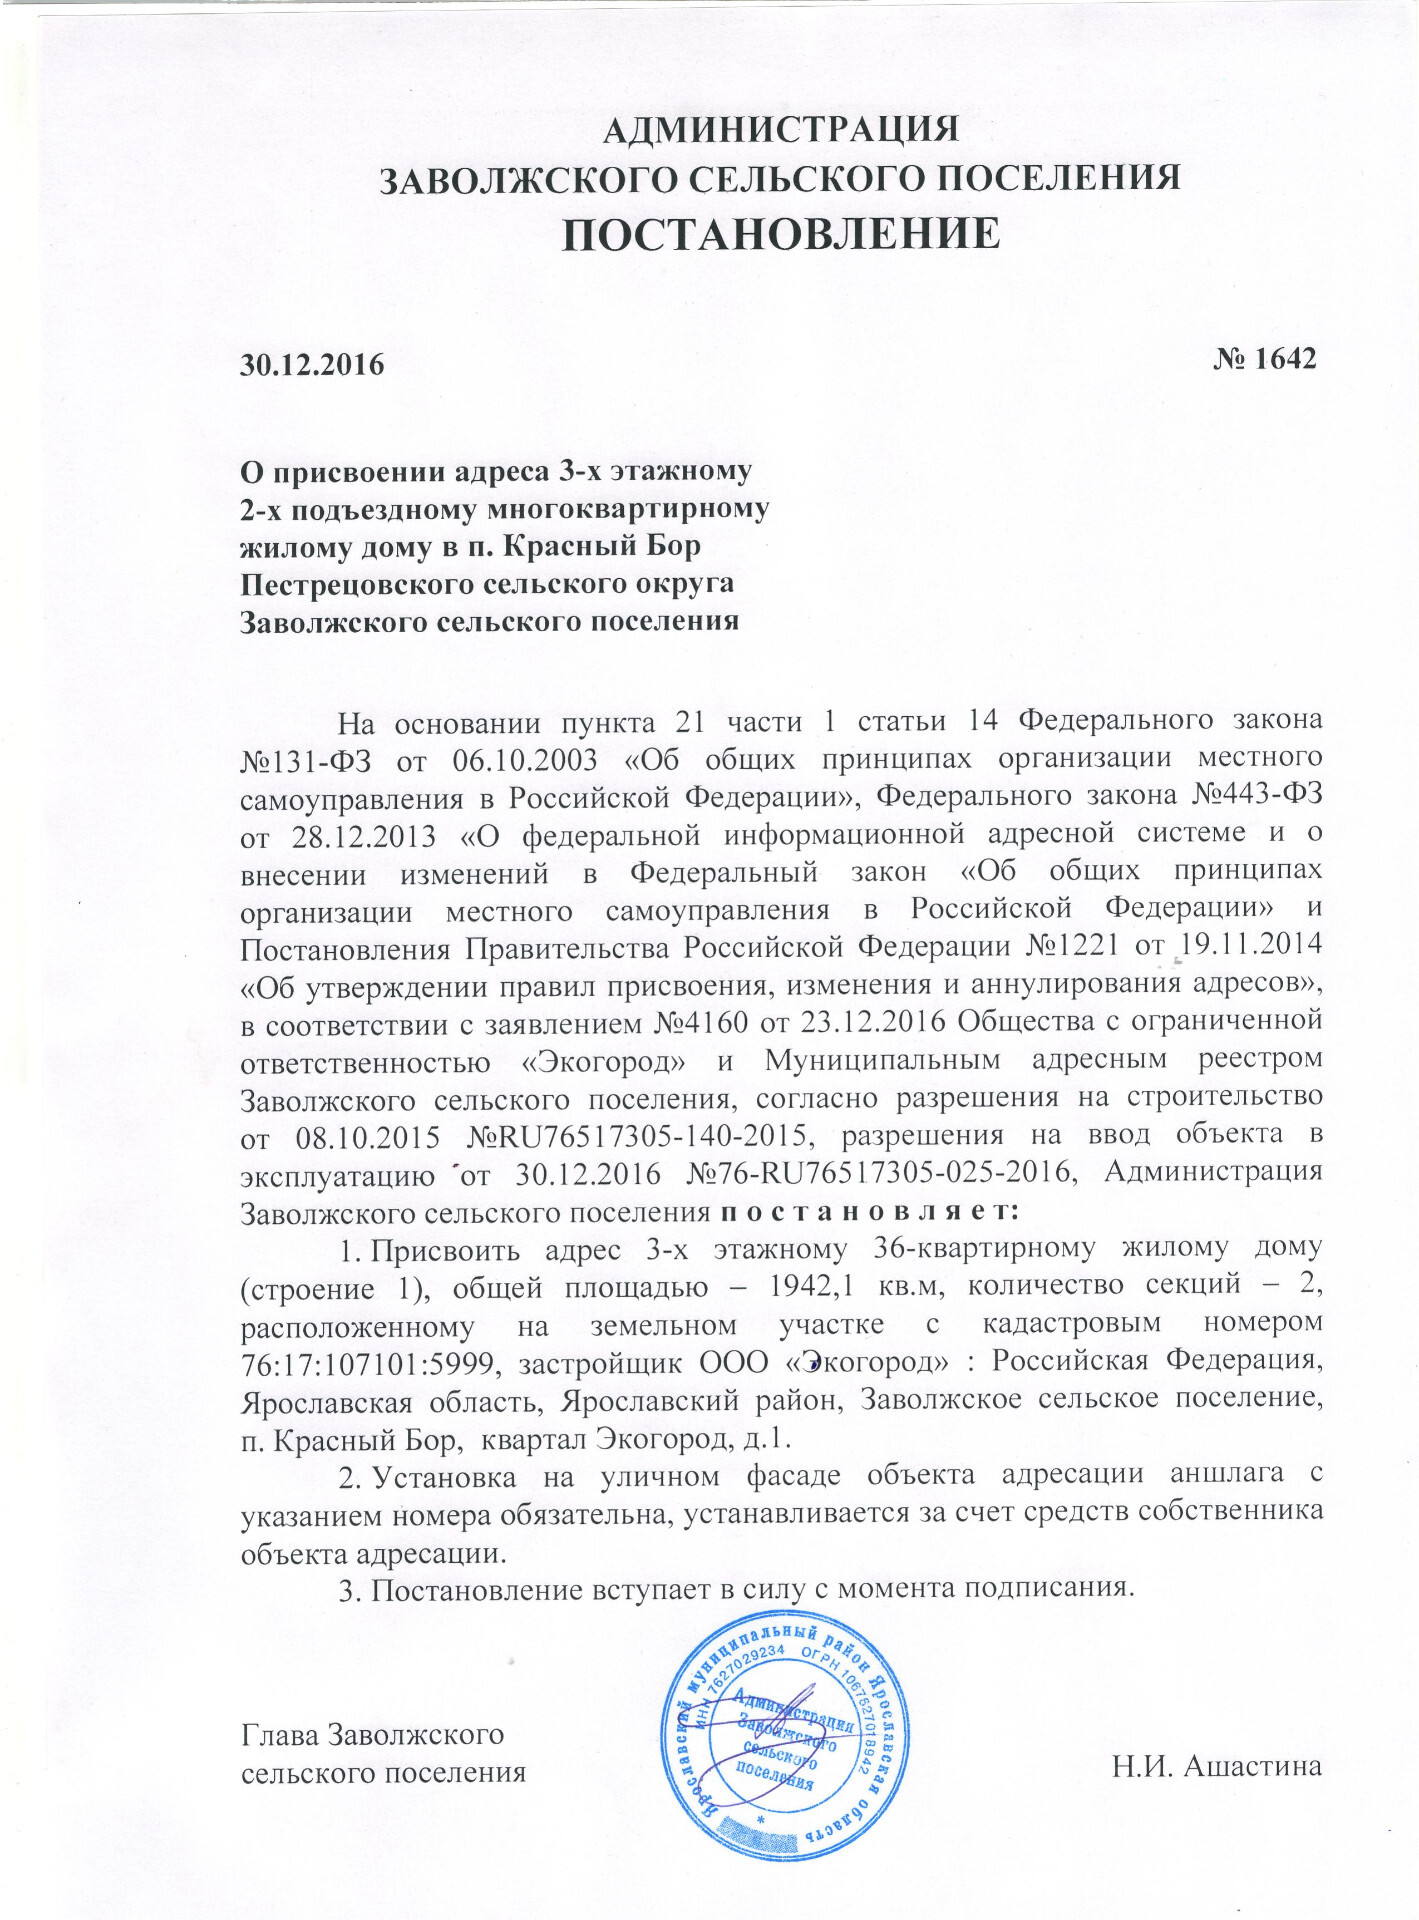 АДМИНИСТРАЦИЯ
ЗАВОЛЖСКОГО СЕЛЬСКОГО ПОСЕЛЕНИЯ
ПОСТАНОВЛЕНИЕ
30.12.2016
№ 1642
О присвоении адреса 3-х этажному
2-х подъездному многоквартирному
жилому дому в п. Красный Бор
Пестрецовского сельского округа
Заволжского сельского поселения
На основании пункта 21 части 1 статьи 14 Федерального закона
№131-ФЗ от 06.10.2003 «Об общих принципах организации местного
самоуправления в Российской Федерации», Федерального закона №443-ФЗ
от 28.12.2013 «О федеральной информационной адресной системе и о
внесении изменений в Федеральный закон «Об общих принципах
организации местного самоуправления в Российской Федерации» и
Постановления Правительства Российской Федерации №1221 от 19.11.2014
«Об утверждении правил присвоения, изменения и аннулирования адресов»,
в соответствии с заявлением №4160 от 23.12.2016 Общества с ограниченной
ответственностью «Экогород» и Муниципальным адресным реестром
Заволжского сельского поселения, согласно разрешения на строительство
от 08.10.2015 №RU76517305-140-2015, разрешения на ввод объекта в
эксплуатацию от 30.12.2016 №76-RU76517305-025-2016, Администрация
Заволжского сельского поселения п о с т а н о в л я е т:
1. Присвоить адрес 3-х этажному 36-квартирному жилому дому
(строение 1), общей площадью – 1942,1 кв.м, количество секций – 2,
расположенному на земельном участке с кадастровым номером
76:17:107101:5999, застройщик ООО «Экогород» : Российская Федерация,
Ярославская область, Ярославский район, Заволжское сельское поселение,
п. Красный Бор, квартал Экогород, д.1.
2. Установка на уличном фасаде объекта адресации аншлага с
указанием номера обязательна, устанавливается за счет средств собственника
объекта адресации.
3. Постановление вступает в силу с момента подписания.
Ярославский муниципальный район Ярославская область
ИНН 7627029234 ОГРН 1067627018942
Администрация
Заволжского
сельского
поселения
*
Глава Заволжского
сельского поселения
Н.И. Ашастина